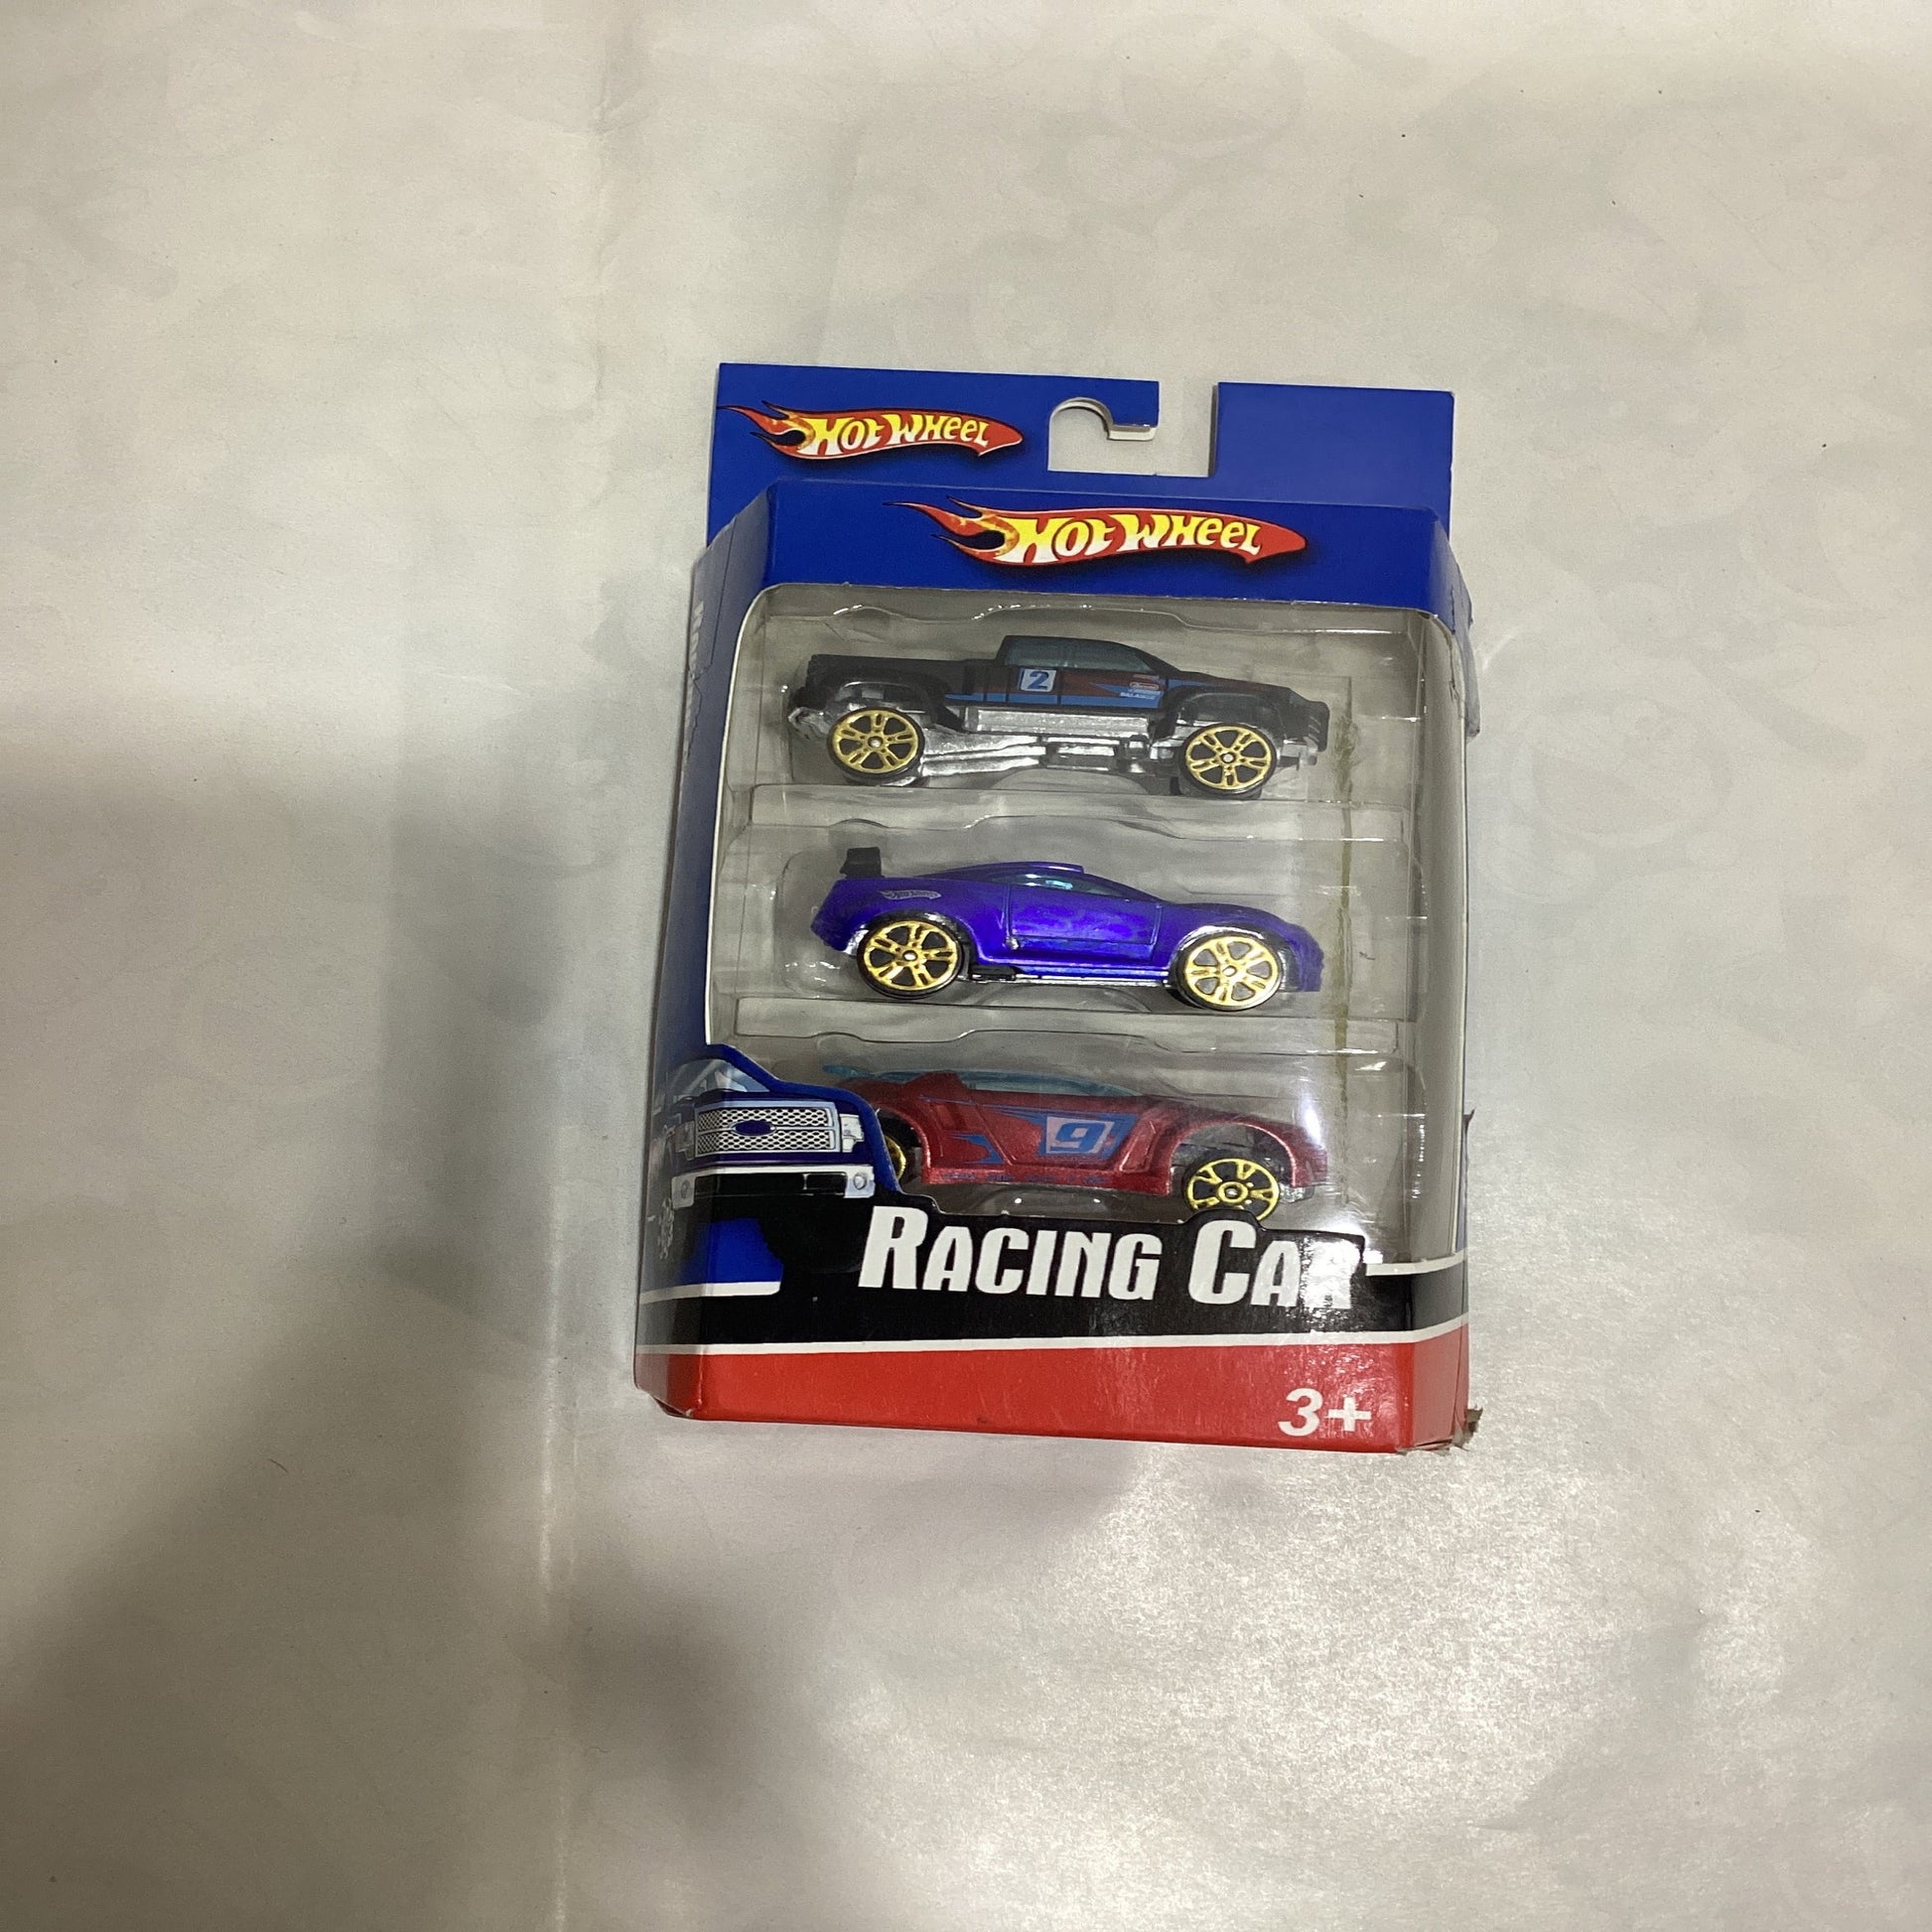 HOT WHEEL
HOT WHEEL
2
9
RACING CAR
3+